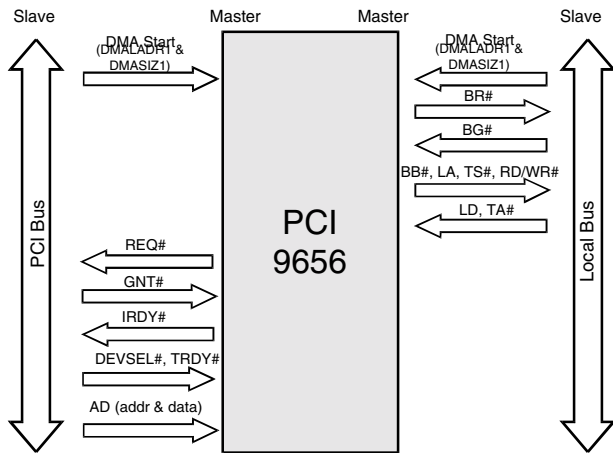 Slave
Master
Master
Slave
DMA Start
(DMALADR1 &
DMASIZ1)
DMA Start
(DMALADR1 &
DMASIZ1)
BR#
BG#
BB#, LA, TS#, RD/WR#
LD, TA#
PCI
9656
PCI Bus
Local Bus
REQ#
GNT#
IRDY#
DEVSEL#, TRDY#
AD (addr & data)